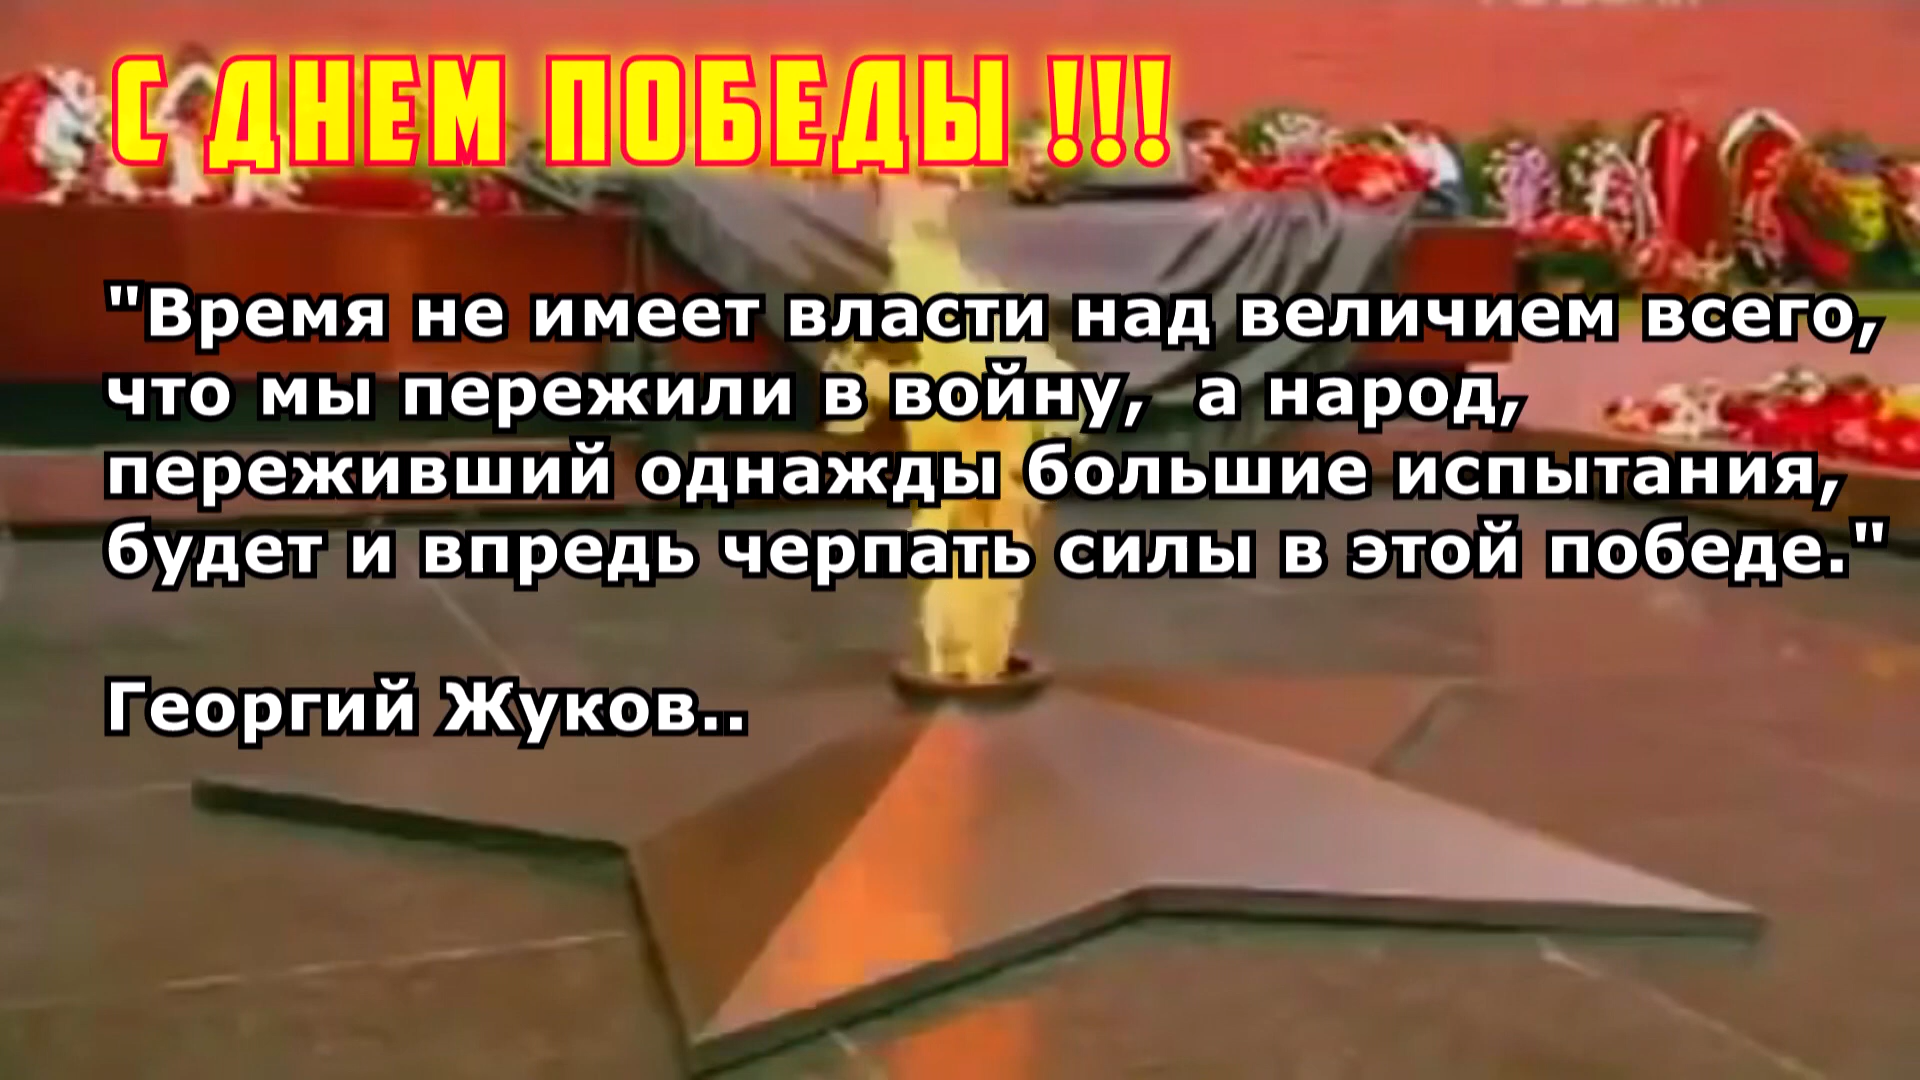 С ДНЕМ ПОБЕДЫ !!!
"Время не имеет власти над величием всего,
что мы пережили в войну,  а народ,
переживший однажды большие испытания,
будет и впредь черпать силы в этой победе."
Георгий Жуков..